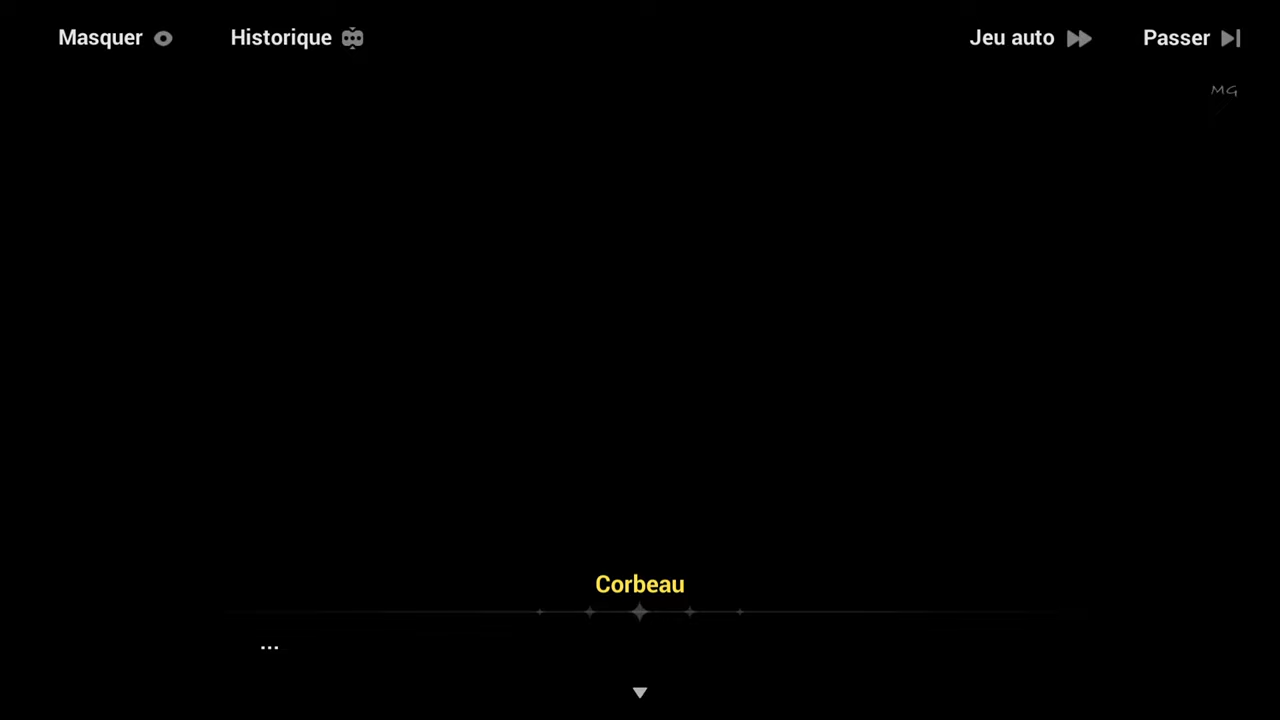 Masquer
Historique
Jeu auto
Passer
MG
Corbeau
...